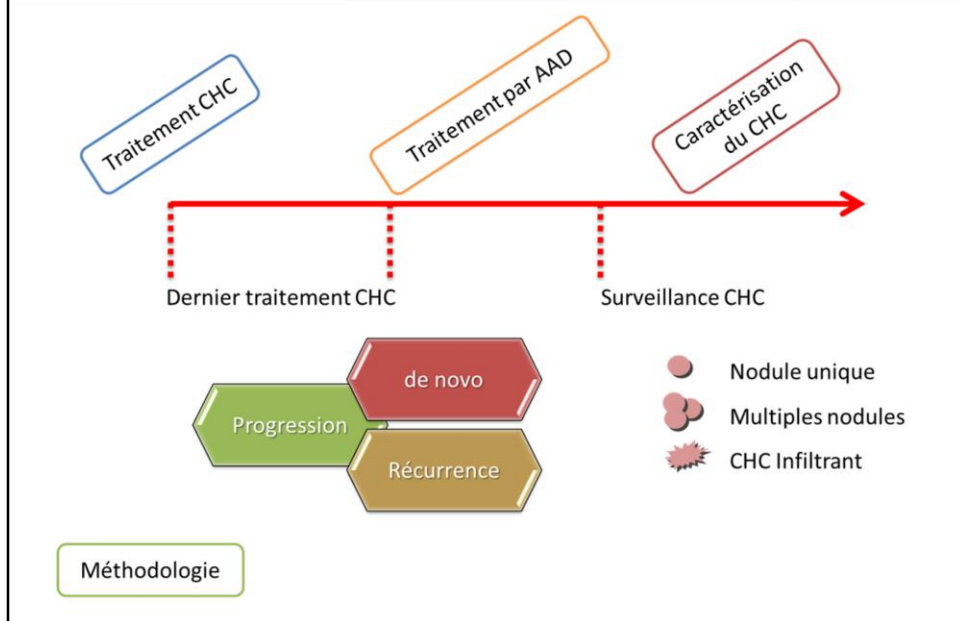 Traitement CHC
Traitement par AAD
Caractérisation
du CHC
Dernier traitement CHC
Surveillance CHC
de novo
Progression
Récurrence
Nodule unique
Multiples nodules
CHC Infiltrant
Méthodologie